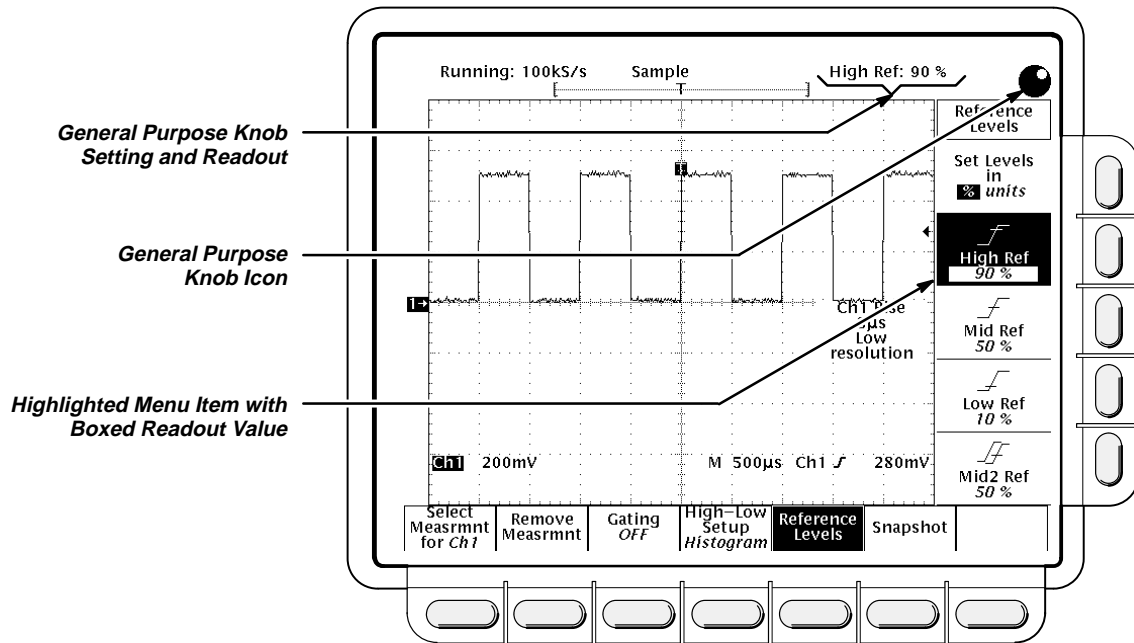 Running: 100kS/s Sample High Ref: 90 %
General Purpose Knob
Setting and Readout
General Purpose
Knob Icon
Highlighted Menu Item with
Boxed Readout Value
T
T
1→
Ch1 Rise
µs
Low
resolution
Ch1 200mV M 500µs Ch1 280mV
Reference
Levels
Set Levels
in
% units
High Ref
90 %
Mid Ref
50 %
Low Ref
10 %
Mid2 Ref
50 %
Select
Measrmnt
for Ch1
Remove
Measrmnt
Gating
OFF
High–Low
Setup
Histogram
Reference
Levels
Snapshot